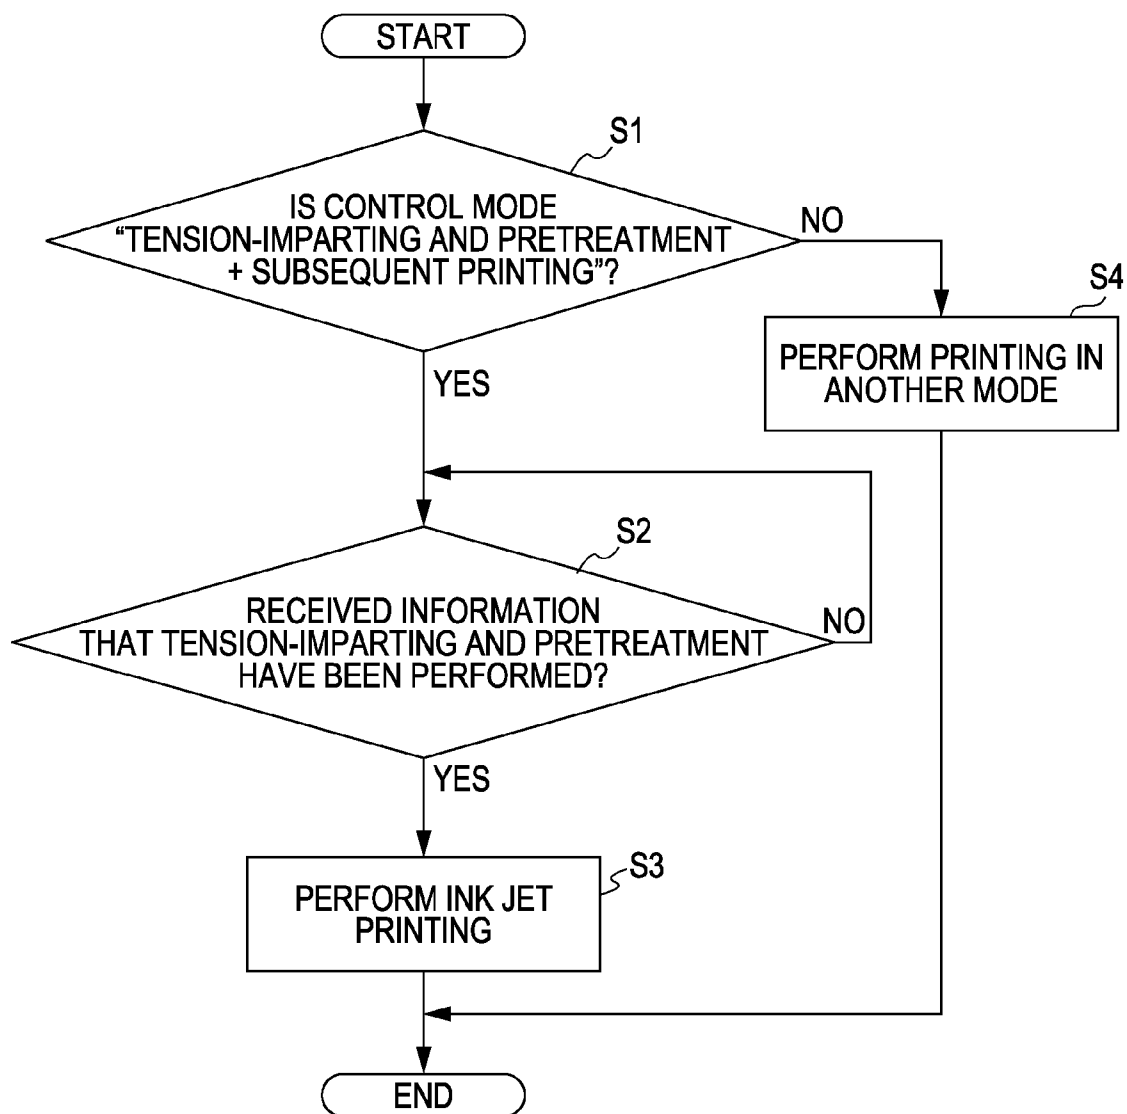 START
S1
IS CONTROL MODE
“TENSION-IMPARTING AND PRETREATMENT
+ SUBSEQUENT PRINTING”?
NO
S4
PERFORM PRINTING IN
ANOTHER MODE
YES
S2
RECEIVED INFORMATION
THAT TENSION-IMPARTING AND PRETREATMENT
HAVE BEEN PERFORMED?
NO
YES
S3
PERFORM INK JET
PRINTING
END